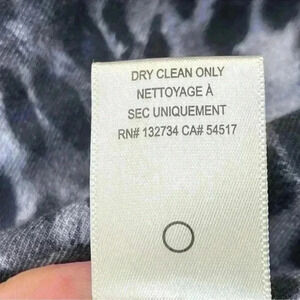 DRY CLEAN ONLY
NETTOYAGE À
SEC UNIQUEMENT
RN# 132734 CA# 54517